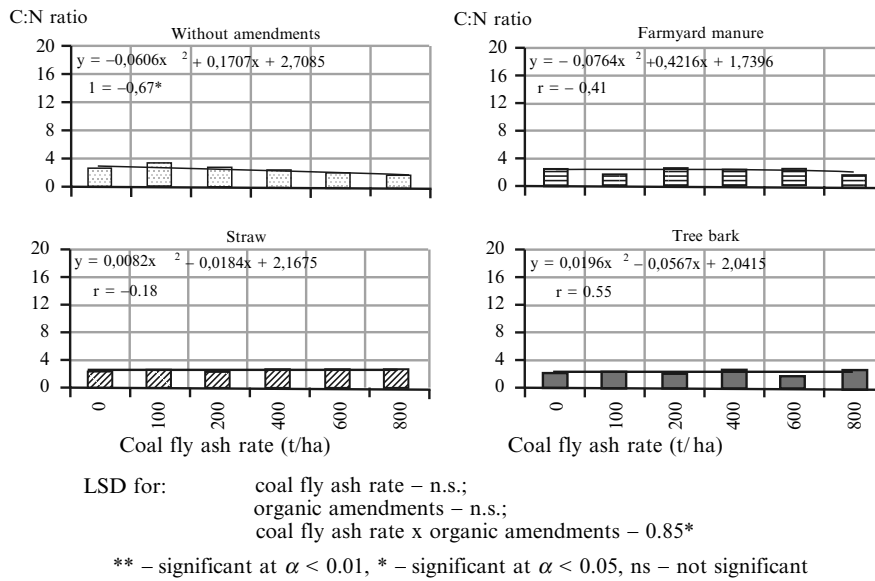 C:N ratio
Without amendments
20
16
12
8
4
0
y = –0,0606x 2 + 0,1707x + 2,7085
1 = –0,67*
C:N ratio
Farmyard manure
20
16
12
8
4
0
y = – 0,0764x 2 +0,4216x + 1,7396
r = – 0,41
Straw
20
16
12
8
4
0
y = 0,0082x 2 – 0,0184x + 2,1675
r = –0.18
0 100 200 400 600 800
Coal fly ash rate (t/ha)
Tree bark
20
16
12
8
4
0
y = 0,0196x 2 – 0,0567x + 2,0415
r = 0.55
0 100 200 400 600 800
Coal fly ash rate (t/ha)
LSD for: coal fly ash rate – n.s.;
organic amendments – n.s.;
coal fly ash rate x organic amendments – 0.85*
** – significant at α < 0.01, * – significant at α < 0.05, ns – not significant